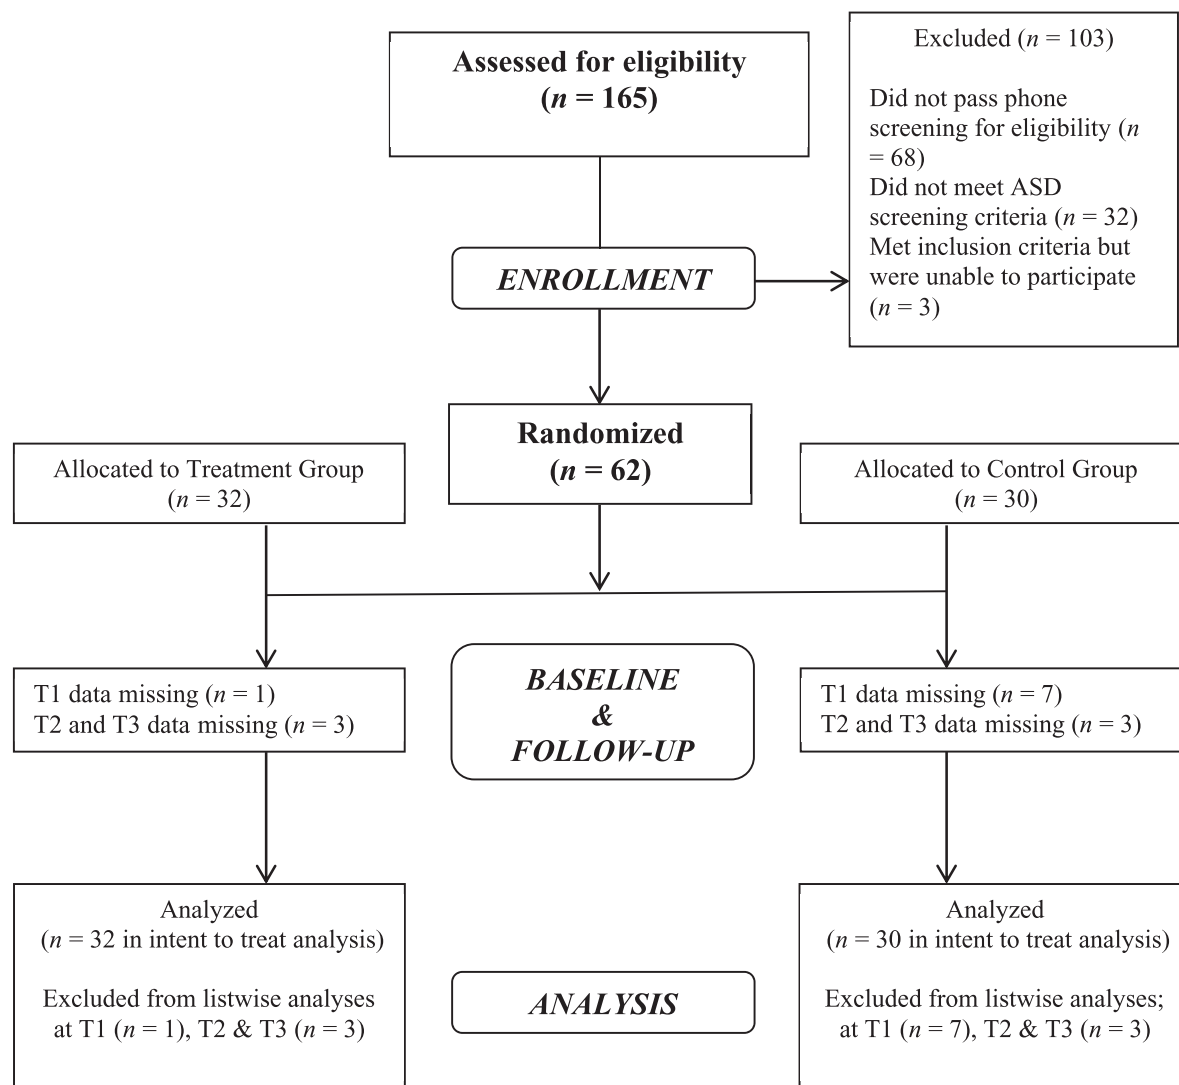 Assessed for eligibility
(n = 165)
Excluded (n = 103)
Did not pass phone
screening for eligibility (n
= 68)
Did not meet ASD
screening criteria (n = 32)
Met inclusion criteria but
were unable to participate
(n = 3)
ENROLLMENT
Randomized
(n = 62)
Allocated to Treatment Group
(n = 32)
Allocated to Control Group
(n = 30)
T1 data missing (n = 1)
T2 and T3 data missing (n = 3)
BASELINE
&
FOLLOW-UP
T1 data missing (n = 7)
T2 and T3 data missing (n = 3)
Analyzed
(n = 32 in intent to treat analysis)
Excluded from listwise analyses
at T1 (n = 1), T2 & T3 (n = 3)
ANALYSIS
Analyzed
(n = 30 in intent to treat analysis)
Excluded from listwise analyses;
at T1 (n = 7), T2 & T3 (n = 3)